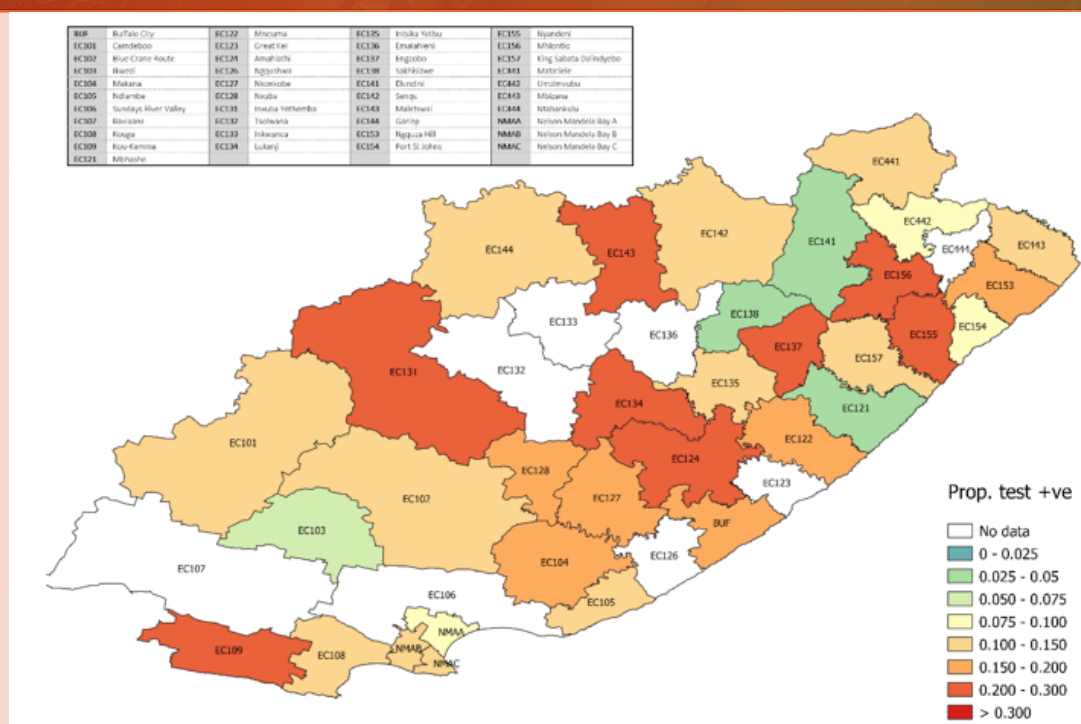 BUF Buffalo City EC122 Mncuma EC135 Intsika Yethu EC155 Nyandeni
EC101 Camdeboo EC123 Great Kei EC136 Emalahleni EC156 Mhlontlo
EC102 Blue Crane Route EC124 Amahlathi EC137 Engcobo EC157 King Sabata Dalindyebo
EC103 Ikwezi EC126 Ngqushwa EC138 Sakhisizwe EC441 Matatiele
EC104 Makana EC127 Nkonkobe EC141 Elundini EC442 Umzimvubu
EC105 Ndlambe EC128 Nxuba EC142 Senqu EC443 Mbizana
EC106 Sundays River Valley EC131 Inxuba Yethemba EC143 Maletswai EC444 Ntabankulu
EC107 Baviaans EC132 Tsolwana EC144 Gariep NMAA Nelson Mandela Bay A
EC108 Kouga EC133 Inkwanca EC153 Ngquza Hill NMAB Nelson Mandela Bay B
EC109 Kou-Kamma EC134 Lukanji EC154 Port St Johns NMAC Nelson Mandela Bay C
EC121 Mbhashe
EC441
EC442
EC444
EC443
EC142
EC141
EC144
EC143
EC156
EC153
EC138
EC133
EC136
EC154
EC155
EC137
EC157
EC132
EC131
EC135
EC134
EC121
EC101
EC122
EC124
EC128
EC123
EC102
EC127
BUF
EC103
EC126
EC104
EC107
EC106
EC105
NMAA
NMAB
EC109
EC108
NMAC
Prop. test +ve
No data
0 - 0.025
0.025 - 0.05
0.050 - 0.075
0.075 - 0.100
0.100 - 0.150
0.150 - 0.200
0.200 - 0.300
> 0.300